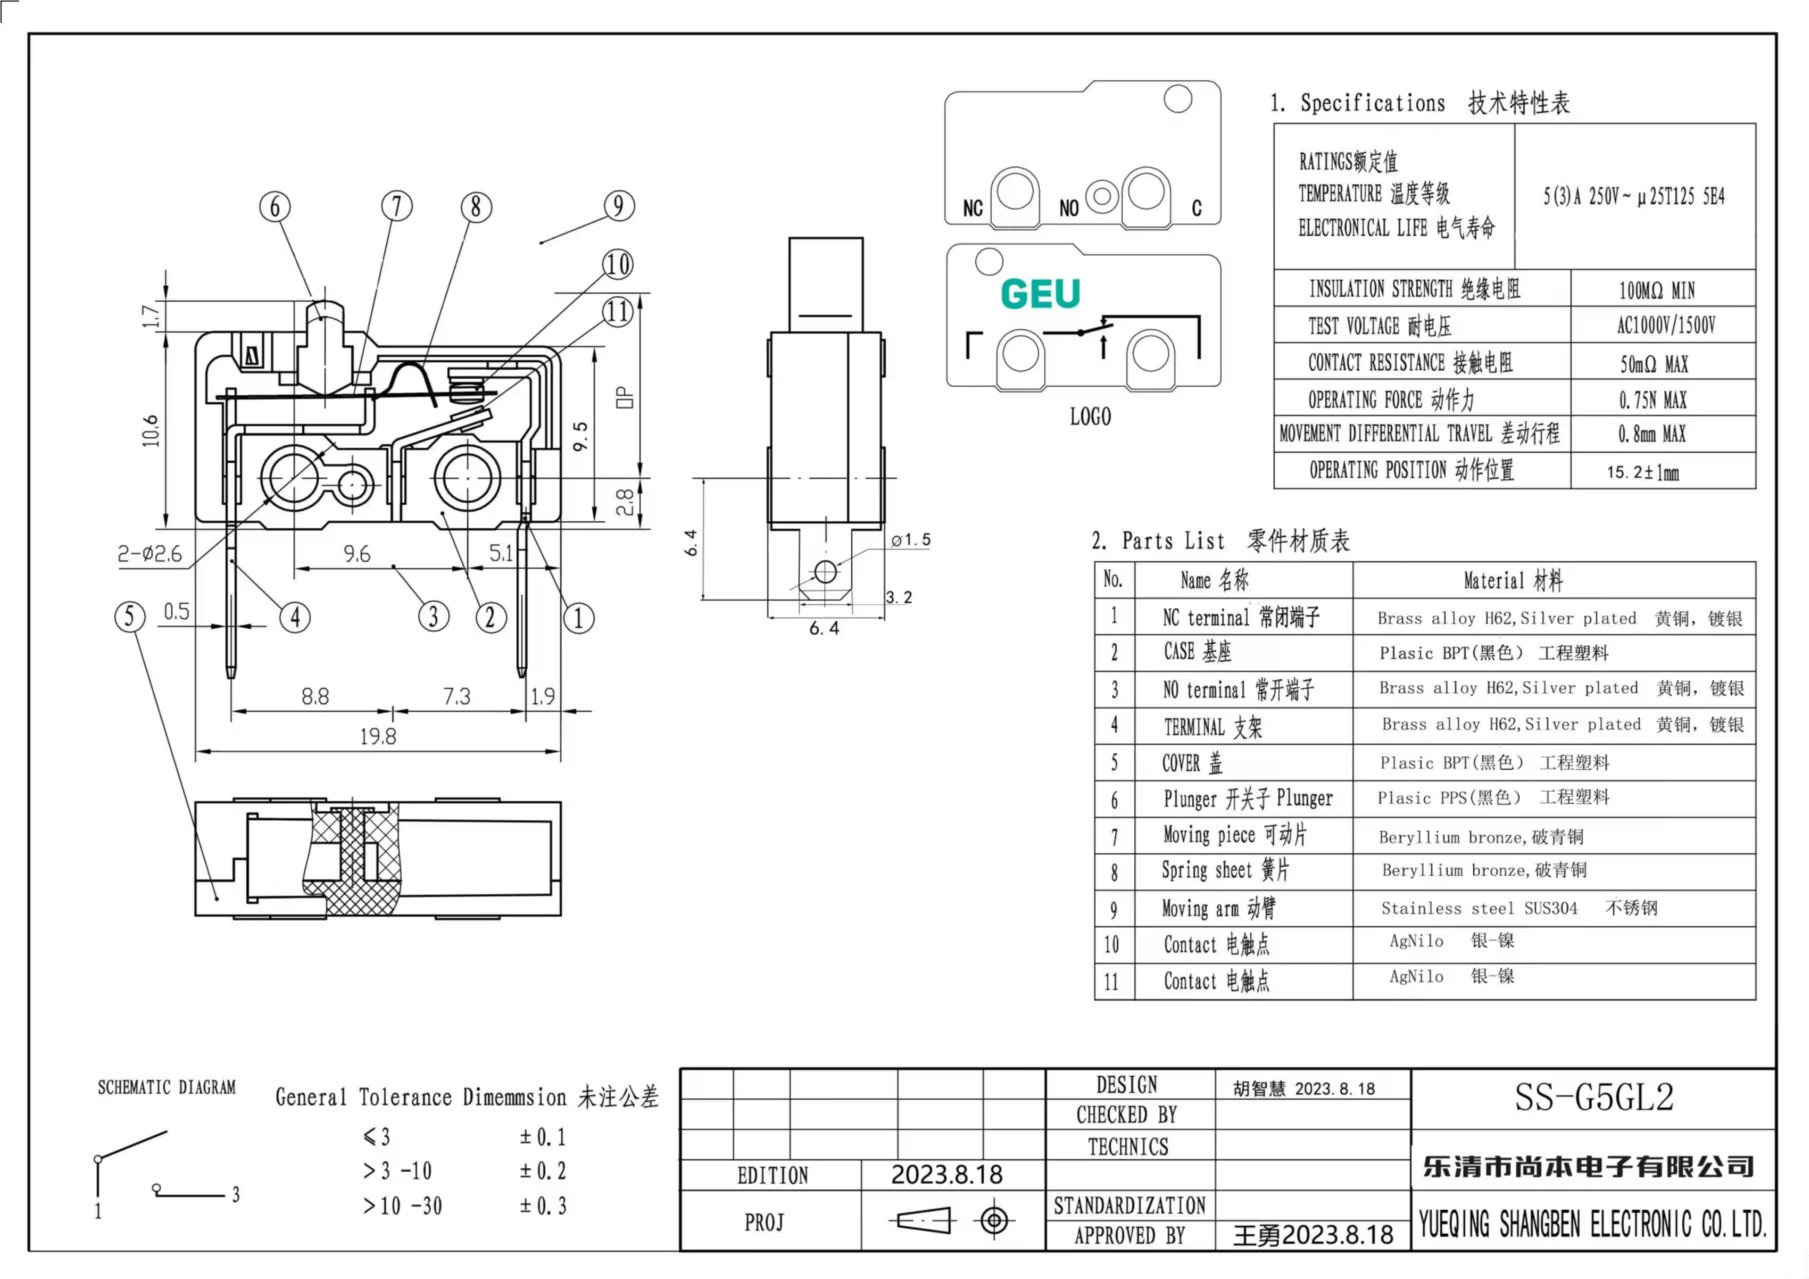 6
7
8
9
10
11
1.7
10.6
9.5
OP
2.8
2-Ø2.6
9.6
5.1
0.5
5
4
3
2
1
8.8
7.3
1.9
19.8
6.4
Ø1.5
3.2
6.4
NC
NO
C
GEU
LOGO
1. Specifications 技术特性表
RATINGS额定值
TEMPERATURE 温度等级
ELECTRONICAL LIFE 电气寿命
5(3)A 250V~ μ25T125 5E4
INSULATION STRENGTH 绝缘电阻 100MΩ MIN
TEST VOLTAGE 耐电压 AC1000V/1500V
CONTACT RESISTANCE 接触电阻 50mΩ MAX
OPERATING FORCE 动作力 0.75N MAX
MOVEMENT DIFFERENTIAL TRAVEL 差动行程 0.8mm MAX
OPERATING POSITION 动作位置 15.2±1mm
2. Parts List 零件材质表
No. Name 名称 Material 材料
1 NC terminal 常闭端子 Brass alloy H62,Silver plated 黄铜, 镀银
2 CASE 基座 Plasic BPT(黑色) 工程塑料
3 NO terminal 常开端子 Brass alloy H62,Silver plated 黄铜, 镀银
4 TERMINAL 支架 Brass alloy H62,Silver plated 黄铜, 镀银
5 COVER 盖 Plasic BPT(黑色) 工程塑料
6 Plunger 开关子 Plunger Plasic PPS(黑色) 工程塑料
7 Moving piece 可动片 Beryllium bronze,破青铜
8 Spring sheet 簧片 Beryllium bronze,破青铜
9 Moving arm 动臂 Stainless steel SUS304 不锈钢
10 Contact 电触点 AgNilo 银-镍
11 Contact 电触点 AgNilo 银-镍
SCHEMATIC DIAGRAM
1
3
General Tolerance Dimemmsion 未注公差
≤3 ±0.1
>3 -10 ±0.2
>10 -30 ±0.3
EDITION 2023.8.18
PROJ
DESIGN 胡智慧 2023.8.18
CHECKED BY
TECHNICS
STANDARDIZATION
APPROVED BY 王勇2023.8.18
SS-G5GL2
乐清市尚本电子有限公司
YUEQING SHANGBEN ELECTRONIC CO.LTD.